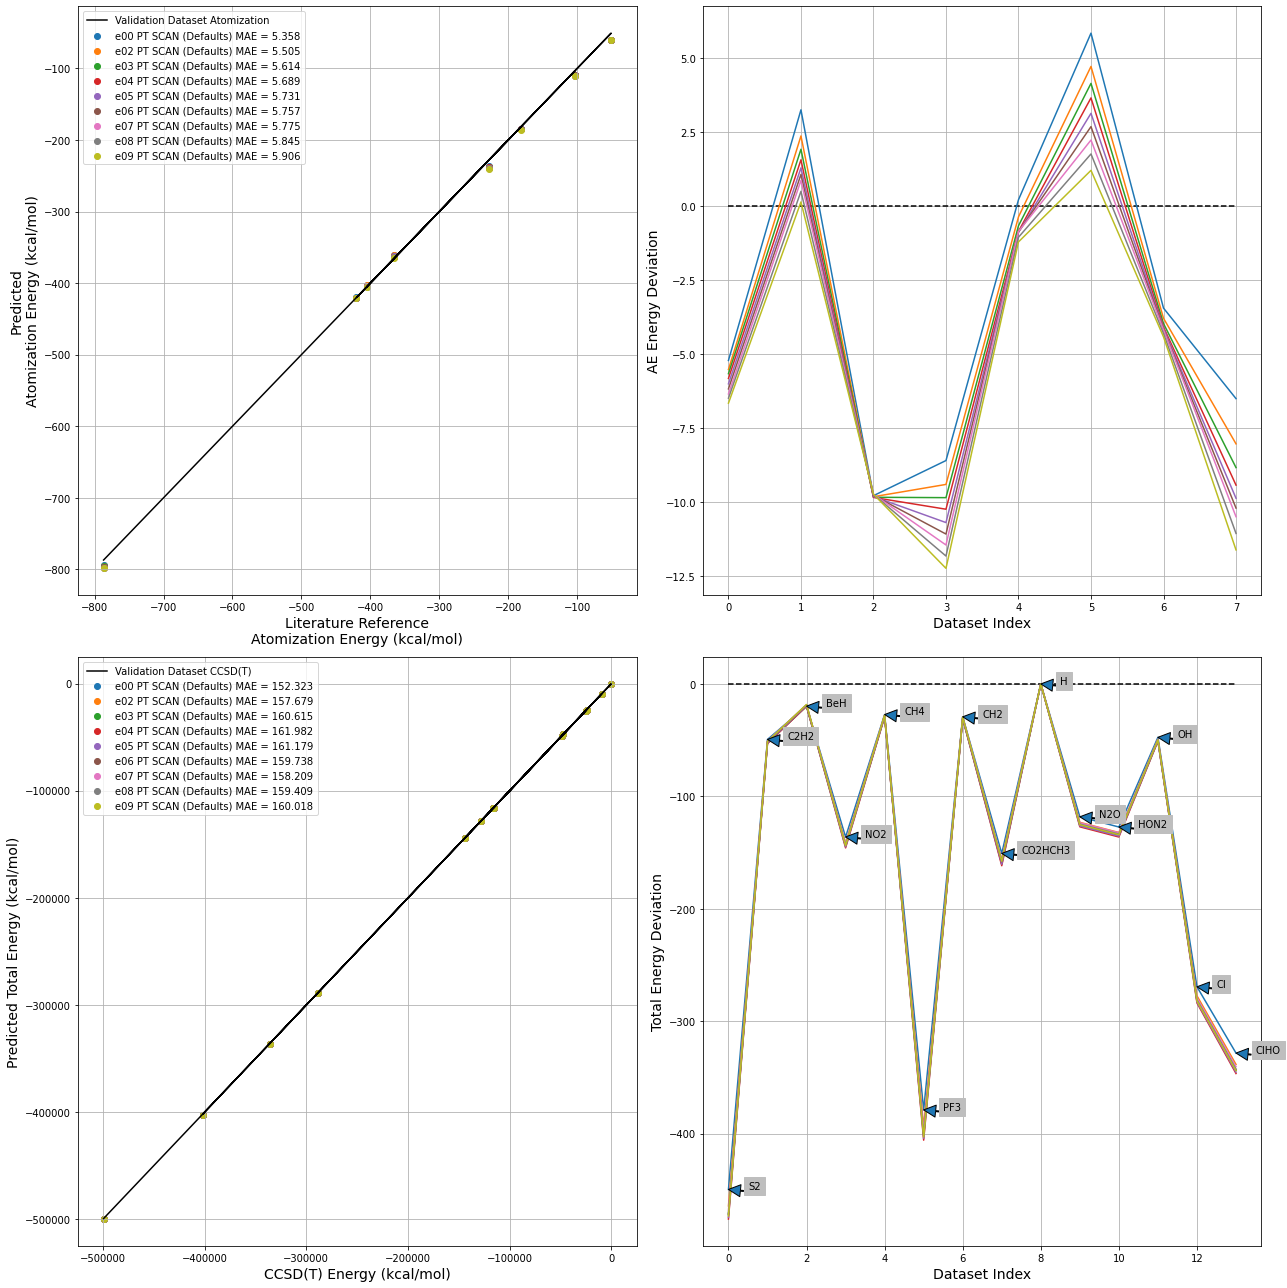 Validation Dataset Atomization
e00 PT SCAN (Defaults) MAE = 5.358
e02 PT SCAN (Defaults) MAE = 5.505
e03 PT SCAN (Defaults) MAE = 5.614
e04 PT SCAN (Defaults) MAE = 5.689
e05 PT SCAN (Defaults) MAE = 5.731
e06 PT SCAN (Defaults) MAE = 5.757
e07 PT SCAN (Defaults) MAE = 5.775
e08 PT SCAN (Defaults) MAE = 5.845
e09 PT SCAN (Defaults) MAE = 5.906
−100
−200
−300
−400
−500
−600
−700
−800
Predicted
Atomization Energy (kcal/mol)
−800 −700 −600 −500 −400 −300 −200 −100
Literature Reference
Atomization Energy (kcal/mol)
5.0
2.5
0.0
−2.5
−5.0
−7.5
−10.0
−12.5
AE Energy Deviation
0 1 2 3 4 5 6 7
Dataset Index
Validation Dataset CCSD(T)
e00 PT SCAN (Defaults) MAE = 152.323
e02 PT SCAN (Defaults) MAE = 157.679
e03 PT SCAN (Defaults) MAE = 160.615
e04 PT SCAN (Defaults) MAE = 161.982
e05 PT SCAN (Defaults) MAE = 161.179
e06 PT SCAN (Defaults) MAE = 159.738
e07 PT SCAN (Defaults) MAE = 158.209
e08 PT SCAN (Defaults) MAE = 159.409
e09 PT SCAN (Defaults) MAE = 160.018
0
−100000
−200000
−300000
−400000
−500000
Predicted Total Energy (kcal/mol)
−500000 −400000 −300000 −200000 −100000 0
CCSD(T) Energy (kcal/mol)
0
−100
−200
−300
−400
Total Energy Deviation
H
BeH
CH4
CH2
C2H2
OH
N2O
HON2
NO2
CO2HCH3
Cl
ClHO
PF3
S2
0 2 4 6 8 10 12
Dataset Index